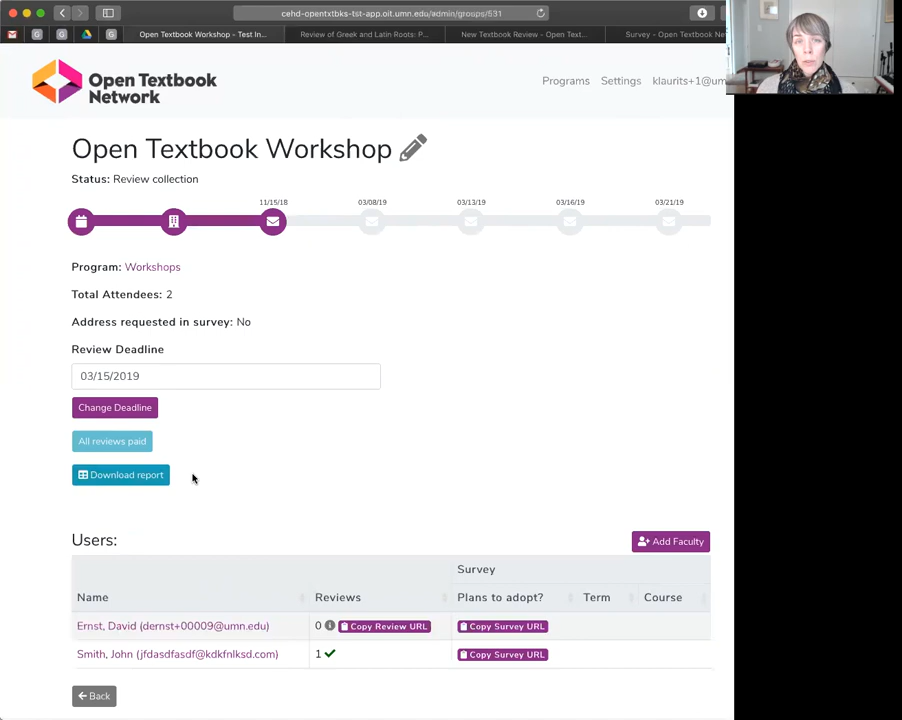 cehd-opentxtbks-tst-app.oit.umn.edu/admin/groups/531
Open Textbook Workshop - Test In...
Review of Greek and Latin Roots: P...
New Textbook Review - Open Text...
Survey - Open Textbook Ne
Open Textbook
Network
Programs
Settings
klaurits+1@um
Open Textbook Workshop
Status: Review collection
11/15/18
03/08/19
03/13/19
03/16/19
03/21/19
Program: Workshops
Total Attendees: 2
Address requested in survey: No
Review Deadline
03/15/2019
Change Deadline
All reviews paid
Download report
Users:
Add Faculty
Survey
Name
Reviews
Plans to adopt?
Term
Course
Ernst, David (dernst+00009@umn.edu)
0
Copy Review URL
Copy Survey URL
Smith, John (jfdasdfasdf@kdkfnlksd.com)
1
Copy Survey URL
Back